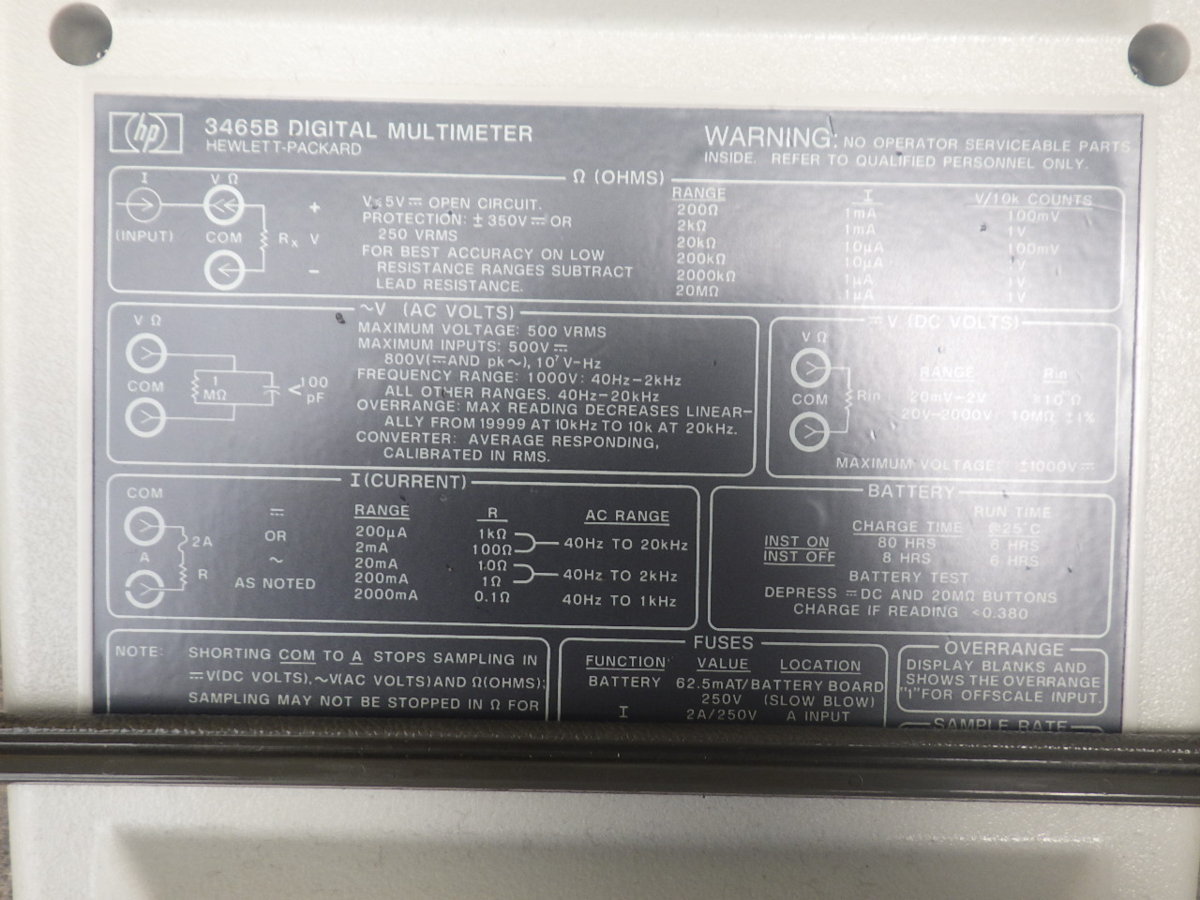 hp 3465B DIGITAL MULTIMETER
HEWLETT-PACKARD
WARNING: NO OPERATOR SERVICEABLE PARTS
INSIDE. REFER TO QUALIFIED PERSONNEL ONLY.
Ω (OHMS)
I
(INPUT)
V Ω
COM
Rx
+
V
−
V≤5V⎓ OPEN CIRCUIT.
PROTECTION: ± 350V⎓ OR
250 VRMS
FOR BEST ACCURACY ON LOW
RESISTANCE RANGES SUBTRACT
LEAD RESISTANCE.
RANGE I V/10k COUNTS
200Ω 1mA 100mV
2kΩ 1mA 1V
20kΩ 10µA 100mV
200kΩ 10µA 1V
2000kΩ 1µA 1V
20MΩ 1µA 1V
~V (AC VOLTS)
V Ω
COM
1
MΩ
<100
pF
MAXIMUM VOLTAGE: 500 VRMS
MAXIMUM INPUTS: 500V⎓
800V(⎓AND pk~), 10⁷ V-Hz
FREQUENCY RANGE: 1000V: 40Hz-2kHz
ALL OTHER RANGES. 40Hz-20kHz
OVERRANGE: MAX READING DECREASES LINEAR-
ALLY FROM 19999 AT 10kHz TO 10k AT 20kHz.
CONVERTER: AVERAGE RESPONDING,
CALIBRATED IN RMS.
⎓V (DC VOLTS)
V Ω
COM
Rin
RANGE Rin
20mV-2V
20V-2000V 10MΩ ±1%
MAXIMUM VOLTAGE: ±1000V⎓
I (CURRENT)
COM
A
2A
R
⎓
OR
~
AS NOTED
RANGE R AC RANGE
200µA 1kΩ
2mA 100Ω 40Hz TO 20kHz
20mA 10Ω
200mA 1Ω 40Hz TO 2kHz
2000mA 0.1Ω 40Hz TO 1kHz
BATTERY
RUN TIME
CHARGE TIME @25°C
INST ON 80 HRS 6 HRS
INST OFF 8 HRS 6 HRS
BATTERY TEST
DEPRESS ⎓DC AND 20MΩ BUTTONS
CHARGE IF READING <0.380
NOTE: SHORTING COM TO A STOPS SAMPLING IN
⎓V(DC VOLTS), ~V(AC VOLTS) AND Ω(OHMS);
SAMPLING MAY NOT BE STOPPED IN Ω FOR
FUSES
FUNCTION VALUE LOCATION
BATTERY 62.5mAT/ BATTERY BOARD
250V (SLOW BLOW)
I 2A/250V A INPUT
OVERRANGE
DISPLAY BLANKS AND
SHOWS THE OVERRANGE
"1" FOR OFFSCALE INPUT.
SAMPLE RATE